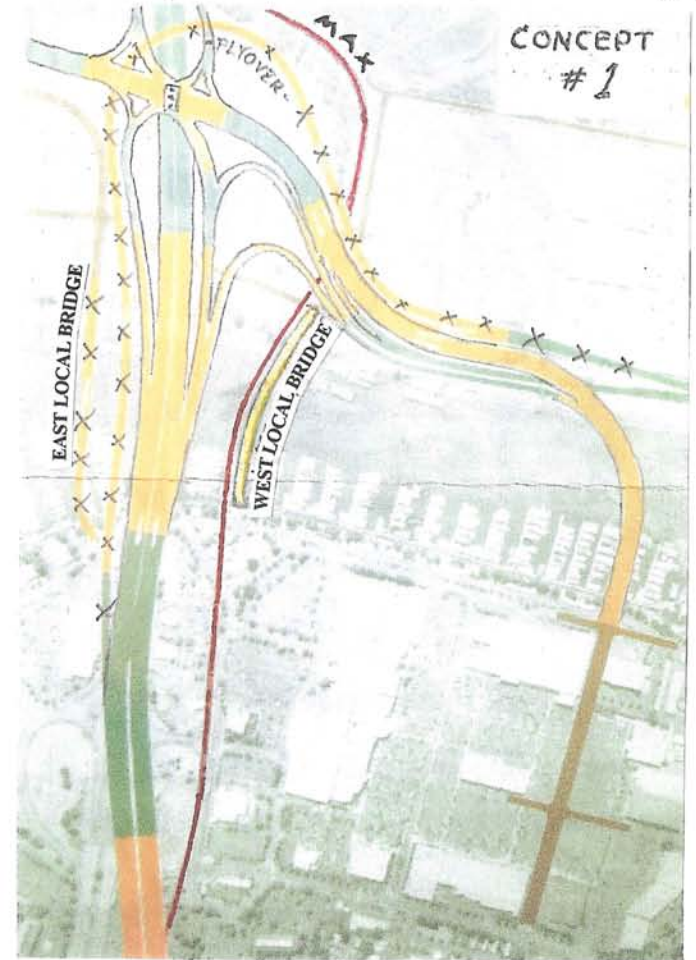 MAX
CONCEPT
# 1
-FLYOVER-
EAST LOCAL BRIDGE
WEST LOCAL BRIDGE